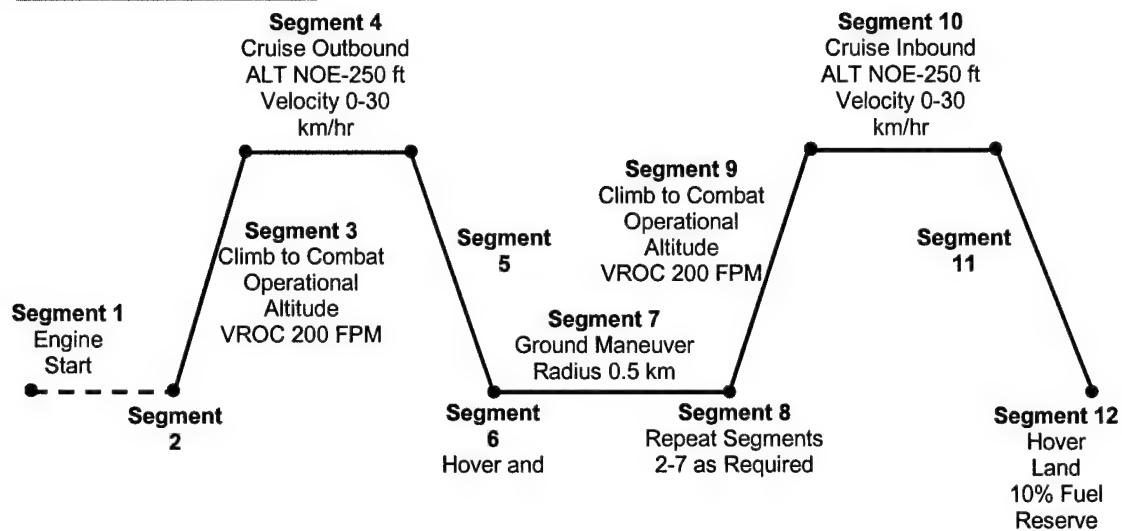 Segment 4
Cruise Outbound
ALT NOE-250 ft
Velocity 0-30
km/hr
Segment 10
Cruise Inbound
ALT NOE-250 ft
Velocity 0-30
km/hr
Segment 3
Climb to Combat
Operational
Altitude
VROC 200 FPM
Segment
5
Segment 9
Climb to Combat
Operational
Altitude
VROC 200 FPM
Segment
11
Segment 1
Engine
Start
Segment 7
Ground Maneuver
Radius 0.5 km
Segment
2
Segment
6
Hover and
Segment 8
Repeat Segments
2-7 as Required
Segment 12
Hover
Land
10% Fuel
Reserve